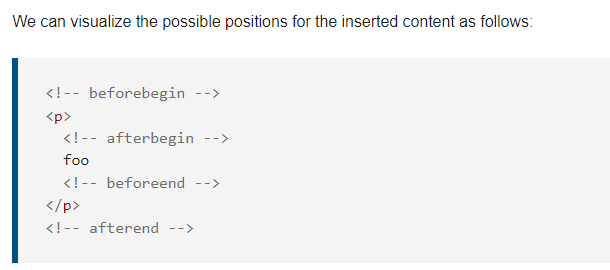 We can visualize the possible positions for the inserted content as follows:
<!-- beforebegin -->
<p>
<!-- afterbegin -->
foo
<!-- beforeend -->
</p>
<!-- afterend -->